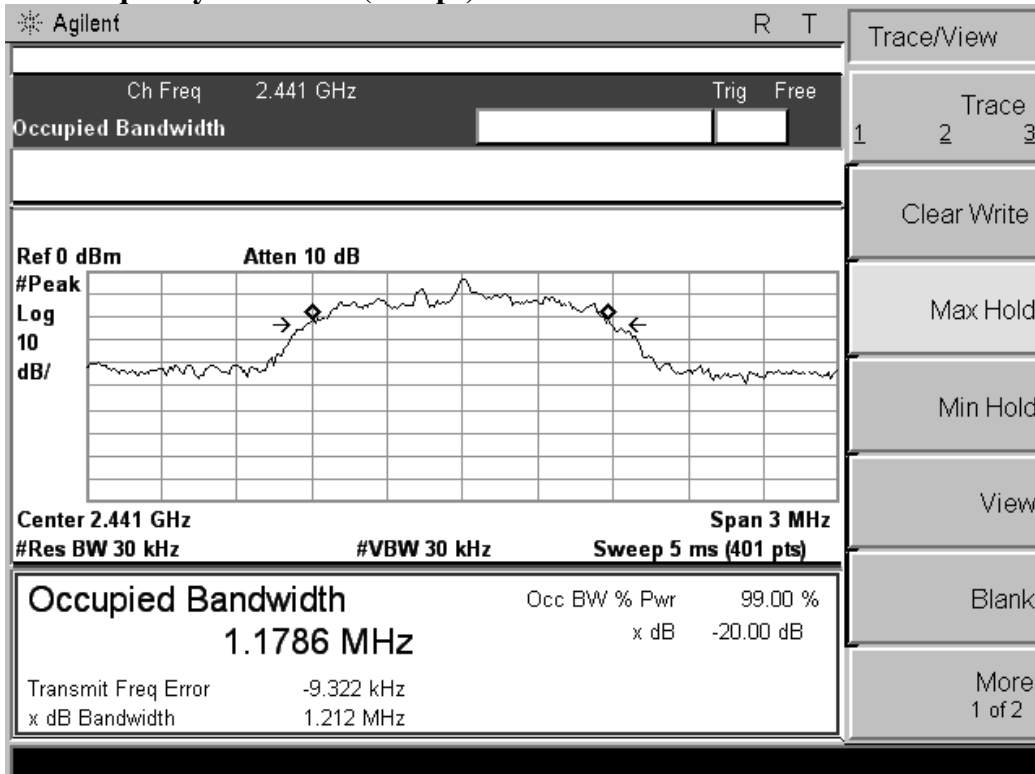 Agilent R T
Trace/View
Ch Freq 2.441 GHz Trig Free
Occupied Bandwidth
Trace
1 2 3
Clear Write
Ref 0 dBm Atten 10 dB
#Peak
Log
10
dB/
Max Hold
Min Hold
View
Center 2.441 GHz Span 3 MHz
#Res BW 30 kHz #VBW 30 kHz Sweep 5 ms (401 pts)
Occupied Bandwidth
1.1786 MHz
Occ BW % Pwr 99.00 %
x dB -20.00 dB
Transmit Freq Error -9.322 kHz
x dB Bandwidth 1.212 MHz
Blank
More
1 of 2